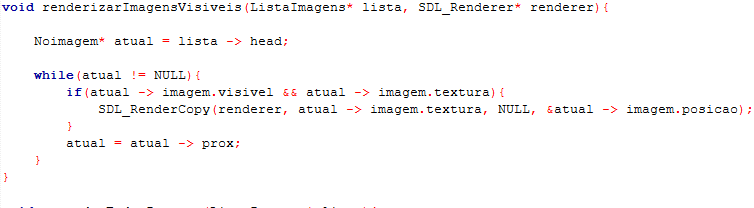 void renderizarImagensVisiveis(ListaImagens* lista, SDL_Renderer* renderer){
Noimagem* atual = lista -> head;
while(atual != NULL){
if(atual -> imagem.visivel && atual -> imagem.textura){
SDL_RenderCopy(renderer, atual -> imagem.textura, NULL, &atual -> imagem.posicao);
}
atual = atual -> prox;
}
}